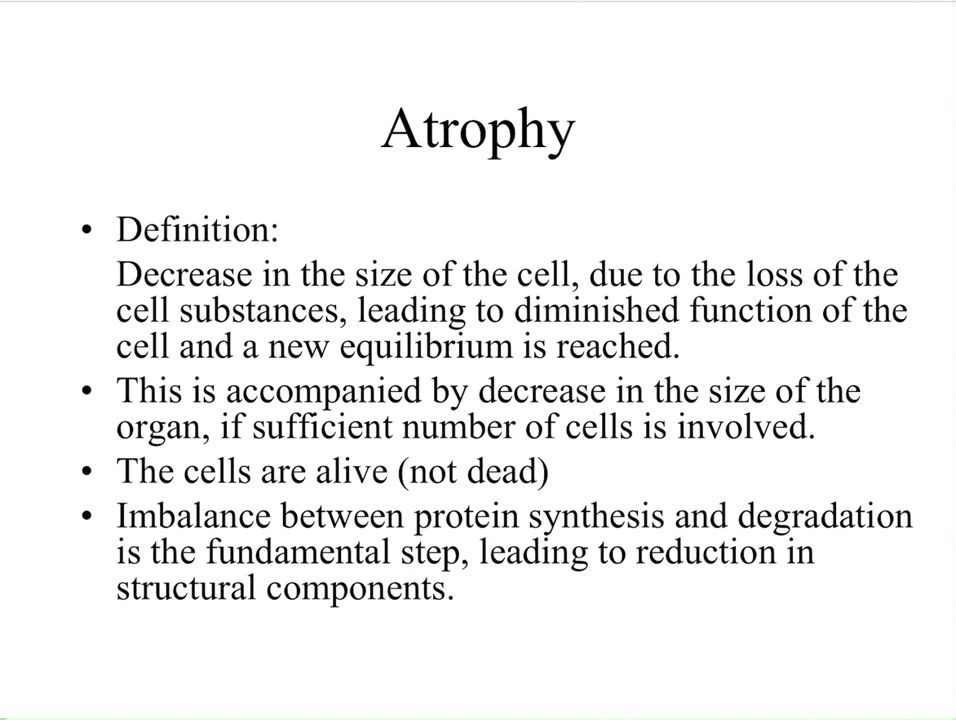 Atrophy
• Definition:
Decrease in the size of the cell, due to the loss of the
cell substances, leading to diminished function of the
cell and a new equilibrium is reached.
• This is accompanied by decrease in the size of the
organ, if sufficient number of cells is involved.
• The cells are alive (not dead)
• Imbalance between protein synthesis and degradation
is the fundamental step, leading to reduction in
structural components.